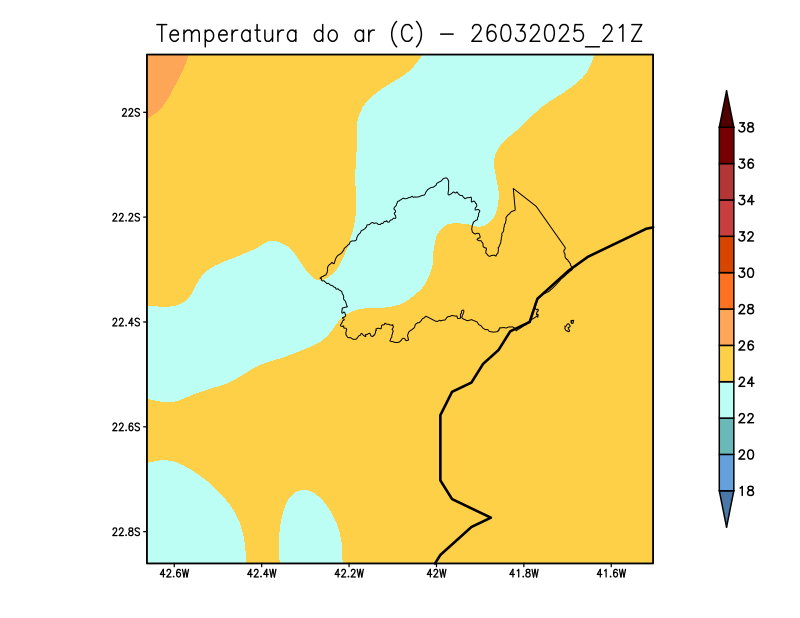 Temperatura do ar (C) - 26032025_21Z
22S
22.2S
22.4S
22.6S
22.8S
42.6W
42.4W
42.2W
42W
41.8W
41.6W
38
36
34
32
30
28
26
24
22
20
18